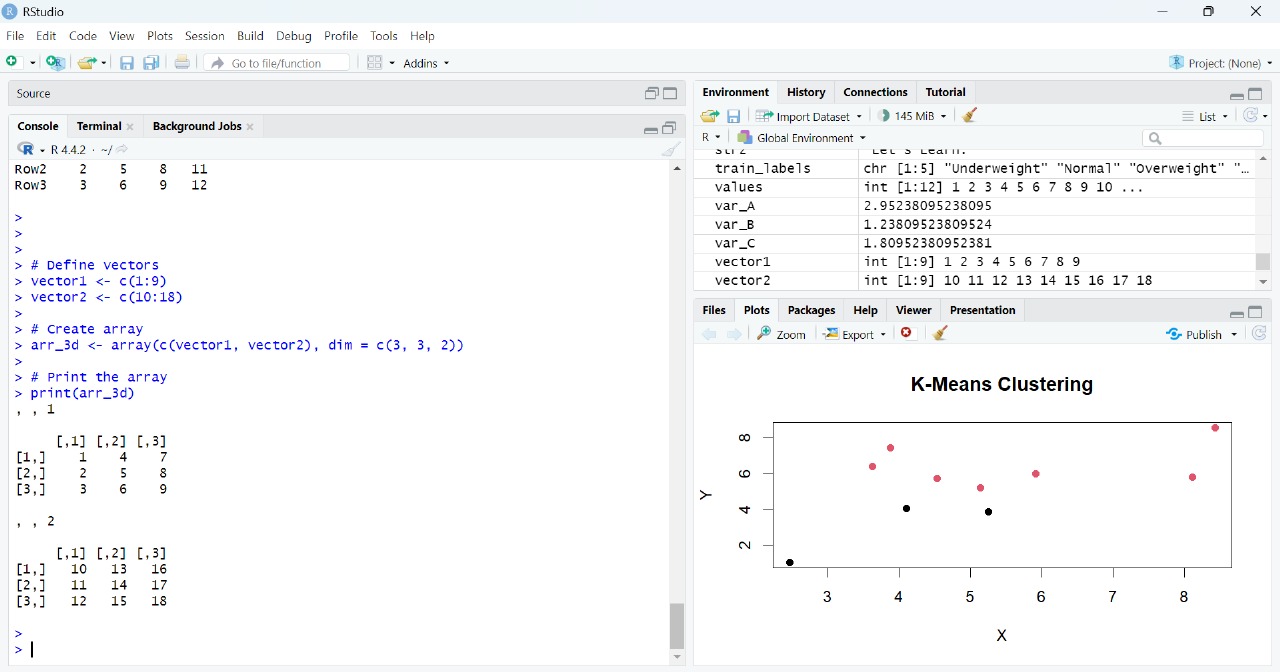 RStudio
File Edit Code View Plots Session Build Debug Profile Tools Help
Go to file/function Addins Project: (None)
Source
Console Terminal Background Jobs
R 4.4.2 · ~/
Row2 2 5 8 11
Row3 3 6 9 12
>
>
>
> # Define vectors
> vector1 <- c(1:9)
> vector2 <- c(10:18)
>
> # Create array
> arr_3d <- array(c(vector1, vector2), dim = c(3, 3, 2))
>
> # Print the array
> print(arr_3d)
, , 1
[,1] [,2] [,3]
[1,] 1 4 7
[2,] 2 5 8
[3,] 3 6 9
, , 2
[,1] [,2] [,3]
[1,] 10 13 16
[2,] 11 14 17
[3,] 12 15 18
>
>
Environment History Connections Tutorial
Import Dataset 145 MiB List
R Global Environment
str2 "Let's Learn."
train_labels chr [1:5] "Underweight" "Normal" "Overweight" "…
values int [1:12] 1 2 3 4 5 6 7 8 9 10 ...
var_A 2.95238095238095
var_B 1.23809523809524
var_C 1.80952380952381
vector1 int [1:9] 1 2 3 4 5 6 7 8 9
vector2 int [1:9] 10 11 12 13 14 15 16 17 18
Files Plots Packages Help Viewer Presentation
Zoom Export Publish
K-Means Clustering
8
6
4
2
Y
3 4 5 6 7 8
X